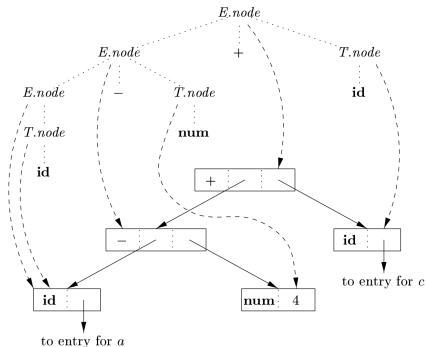 E.node
E.node + T.node
E.node − T.node id
T.node num
id
+
− id
to entry for c
id num 4
to entry for a